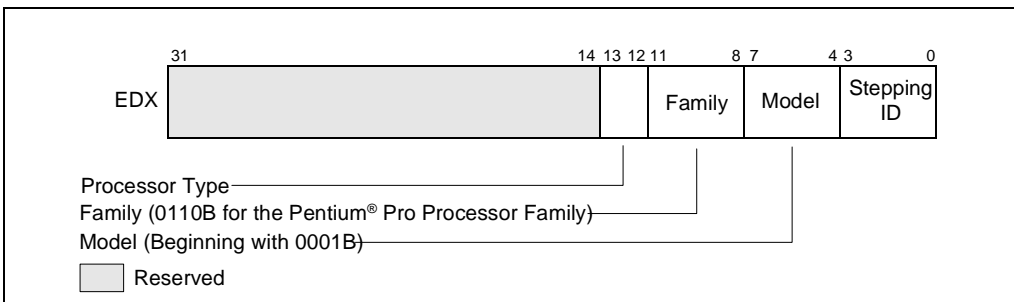 31 14 13 12 11 8 7 4 3 0
EDX Family Model Stepping
ID
Processor Type
Family (0110B for the Pentium® Pro Processor Family)
Model (Beginning with 0001B)
Reserved